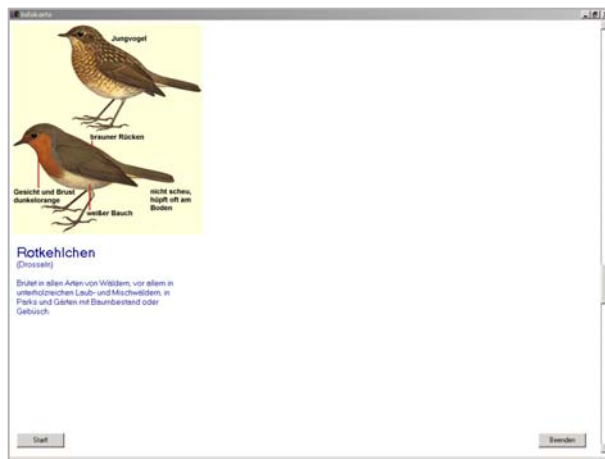 Infokarte
Jungvogel
brauner Rücken
Gesicht und Brust
dunkelorange
nicht scheu,
hüpft oft am
Boden
weißer Bauch
Rotkehlchen
(Drosseln)
Brütet in allen Arten von Wäldern, vor allem in
unterholzreichen Laub- und Mischwäldern, in
Parks und Gärten mit Baumbestand oder
Gebüsch.
Start
Beenden